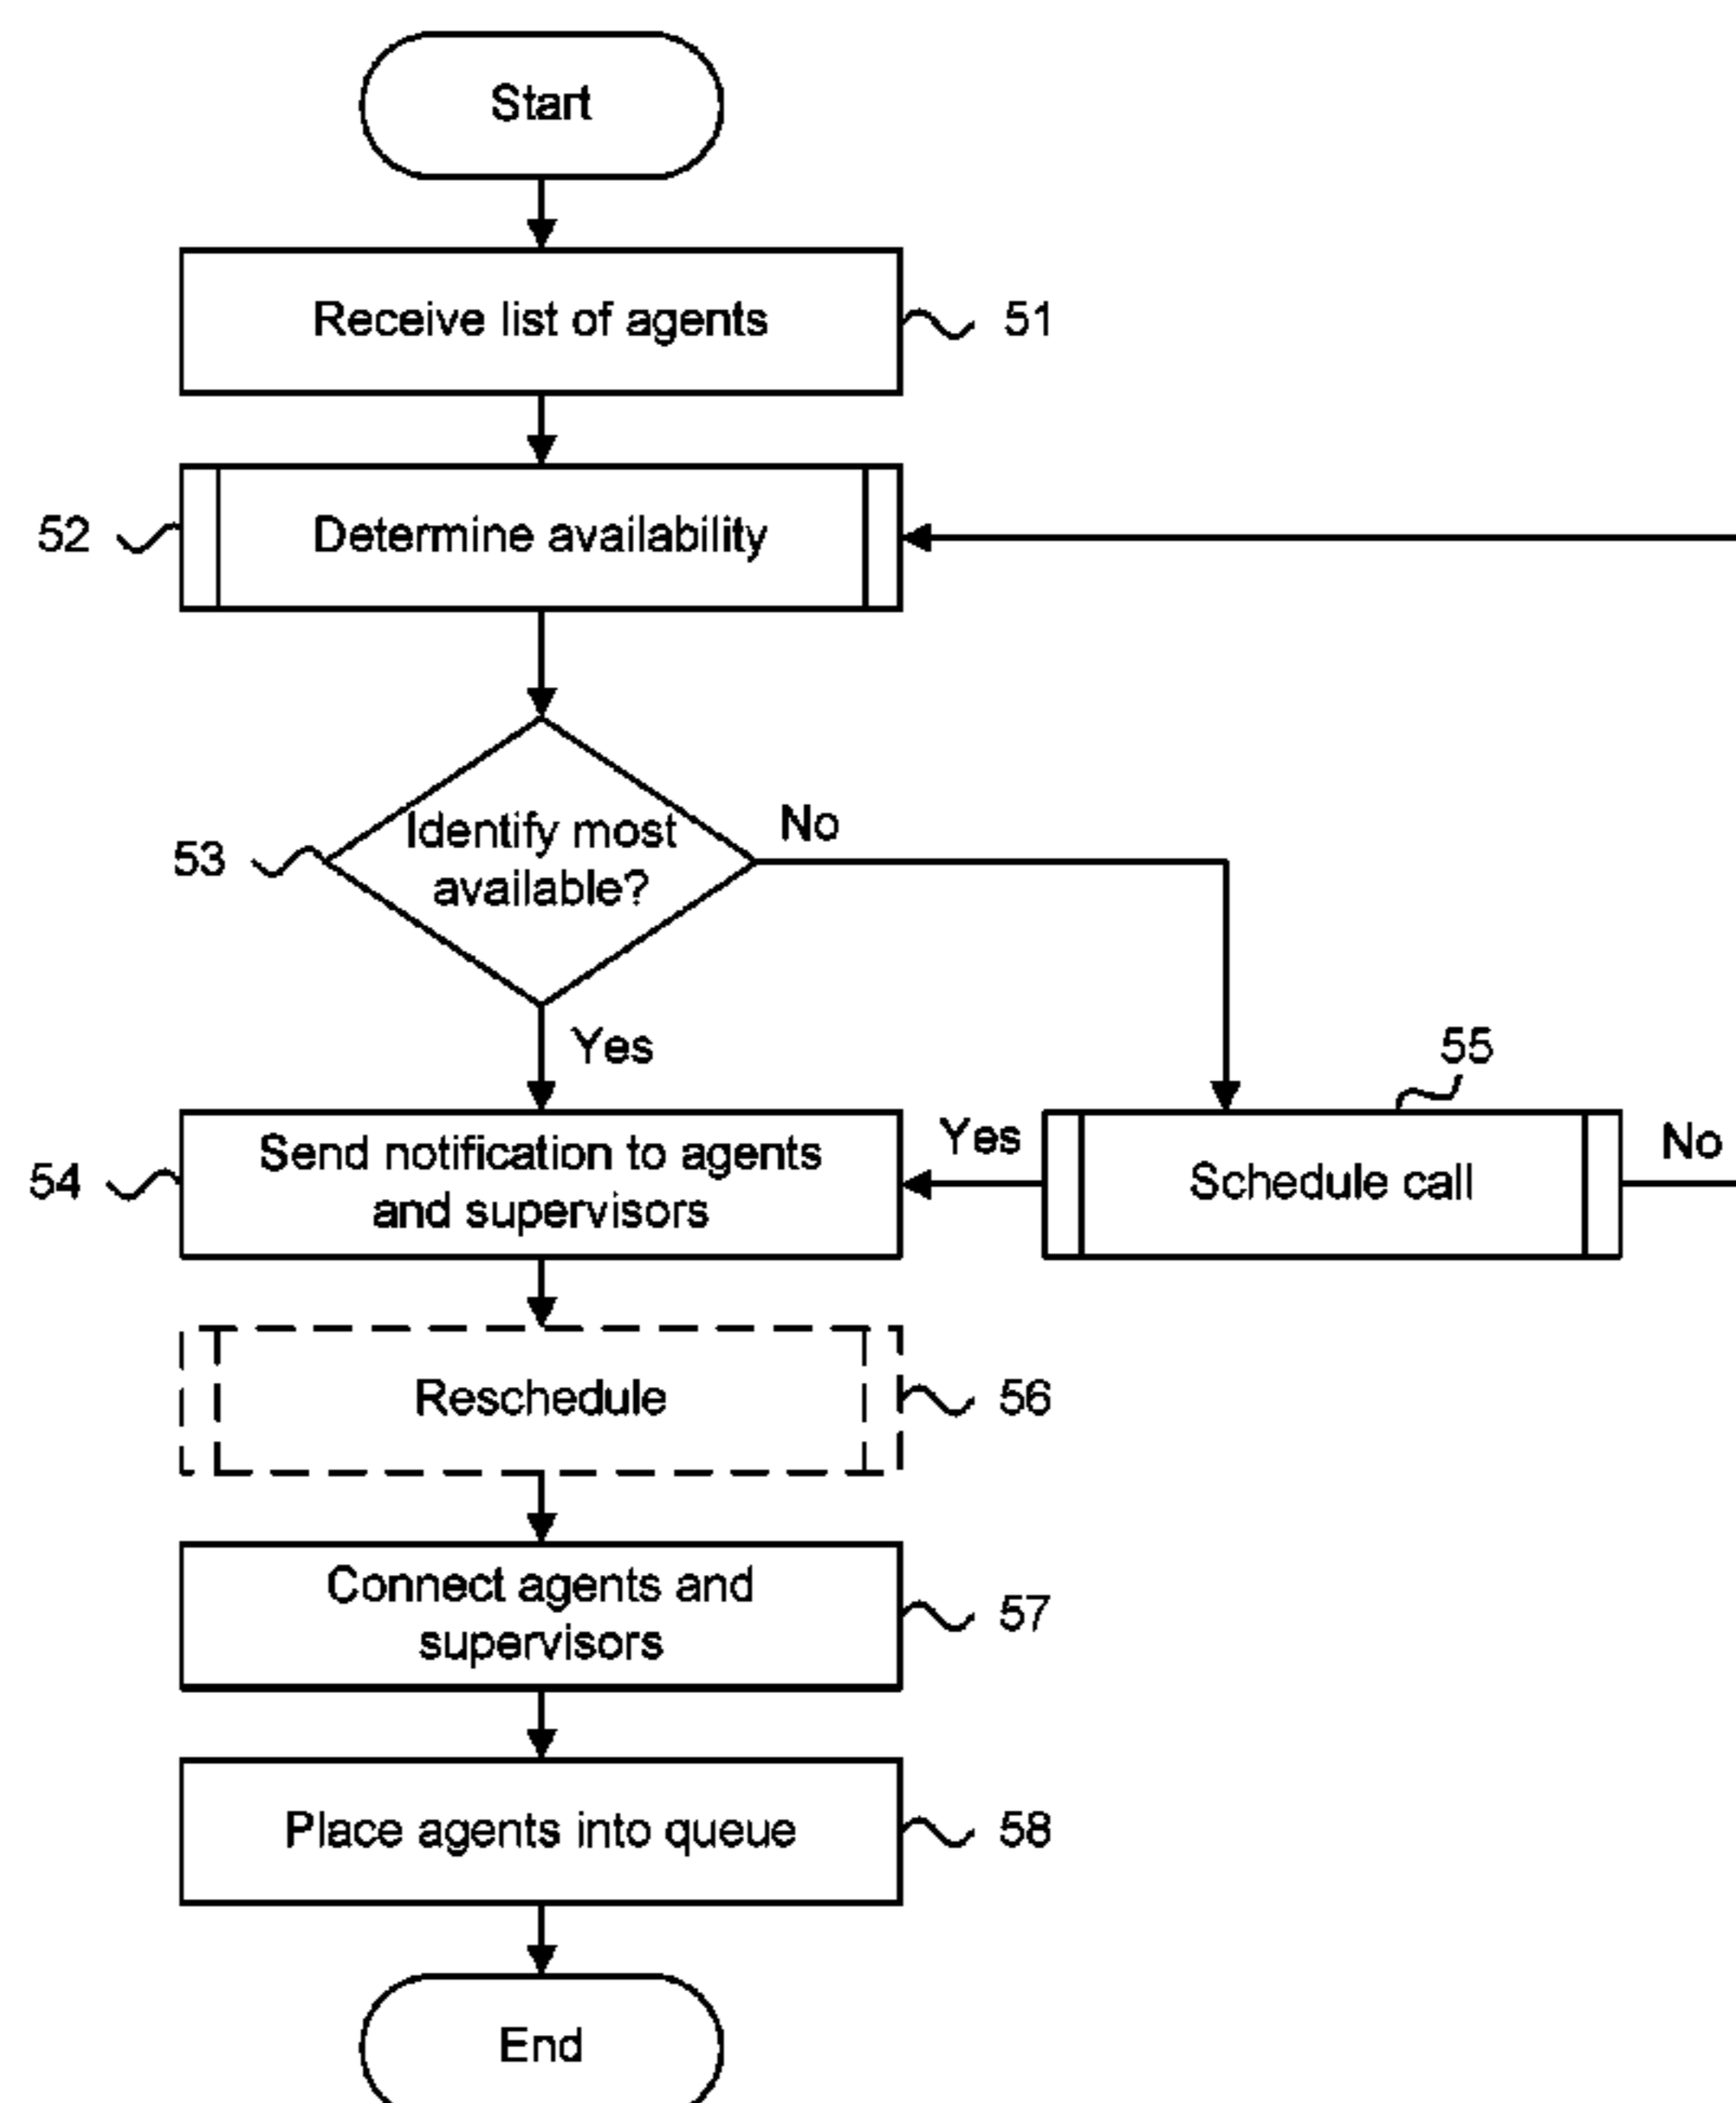 Start
Receive list of agents
51
52
Determine availability
53
Identify most
available?
No
Yes
54
Send notification to agents
and supervisors
Yes
55
Schedule call
No
Reschedule
56
Connect agents and
supervisors
57
Place agents into queue
58
End